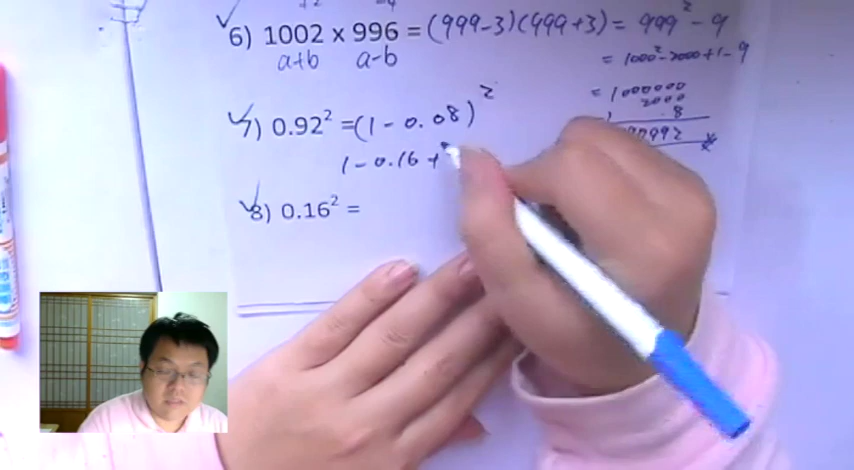 6) 1002 x 996 = (999-3)(999+3) = 999² - 9
a+b a-b
= 1000² - 2000 + 1 - 9
= 1000000
2000
8
7) 0.92² = (1 - 0.08)²
1 - 0.16 +
8) 0.16² =